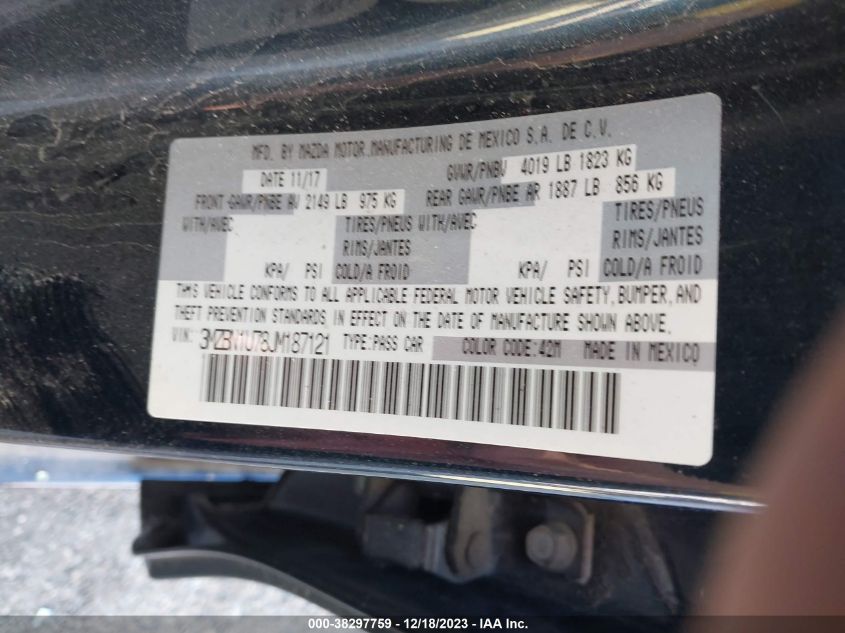 MFD. BY MAZDA MOTOR MANUFACTURING DE MEXICO S.A. DE C.V.
DATE 11/17 GVWR/PNBV 4019 LB 1823 KG
FRONT GAWR/PNBE AV 2149 LB 975 KG REAR GAWR/PNBE AR 1887 LB 856 KG
WITH/AVEC TIRES/PNEUS WITH/AVEC TIRES/PNEUS
RIMS/JANTES RIMS/JANTES
KPA/ PSI COLD/A FROID KPA/ PSI COLD/A FROID
THIS VEHICLE CONFORMS TO ALL APPLICABLE FEDERAL MOTOR VEHICLE SAFETY, BUMPER, AND
THEFT PREVENTION STANDARDS IN EFFECT ON THE DATE OF MANUFACTURE SHOWN ABOVE.
VIN: 3MZBN1U78JM187121 TYPE:PASS CAR COLOR CODE:42M MADE IN MEXICO
000-38297759 - 12/18/2023 - IAA Inc.